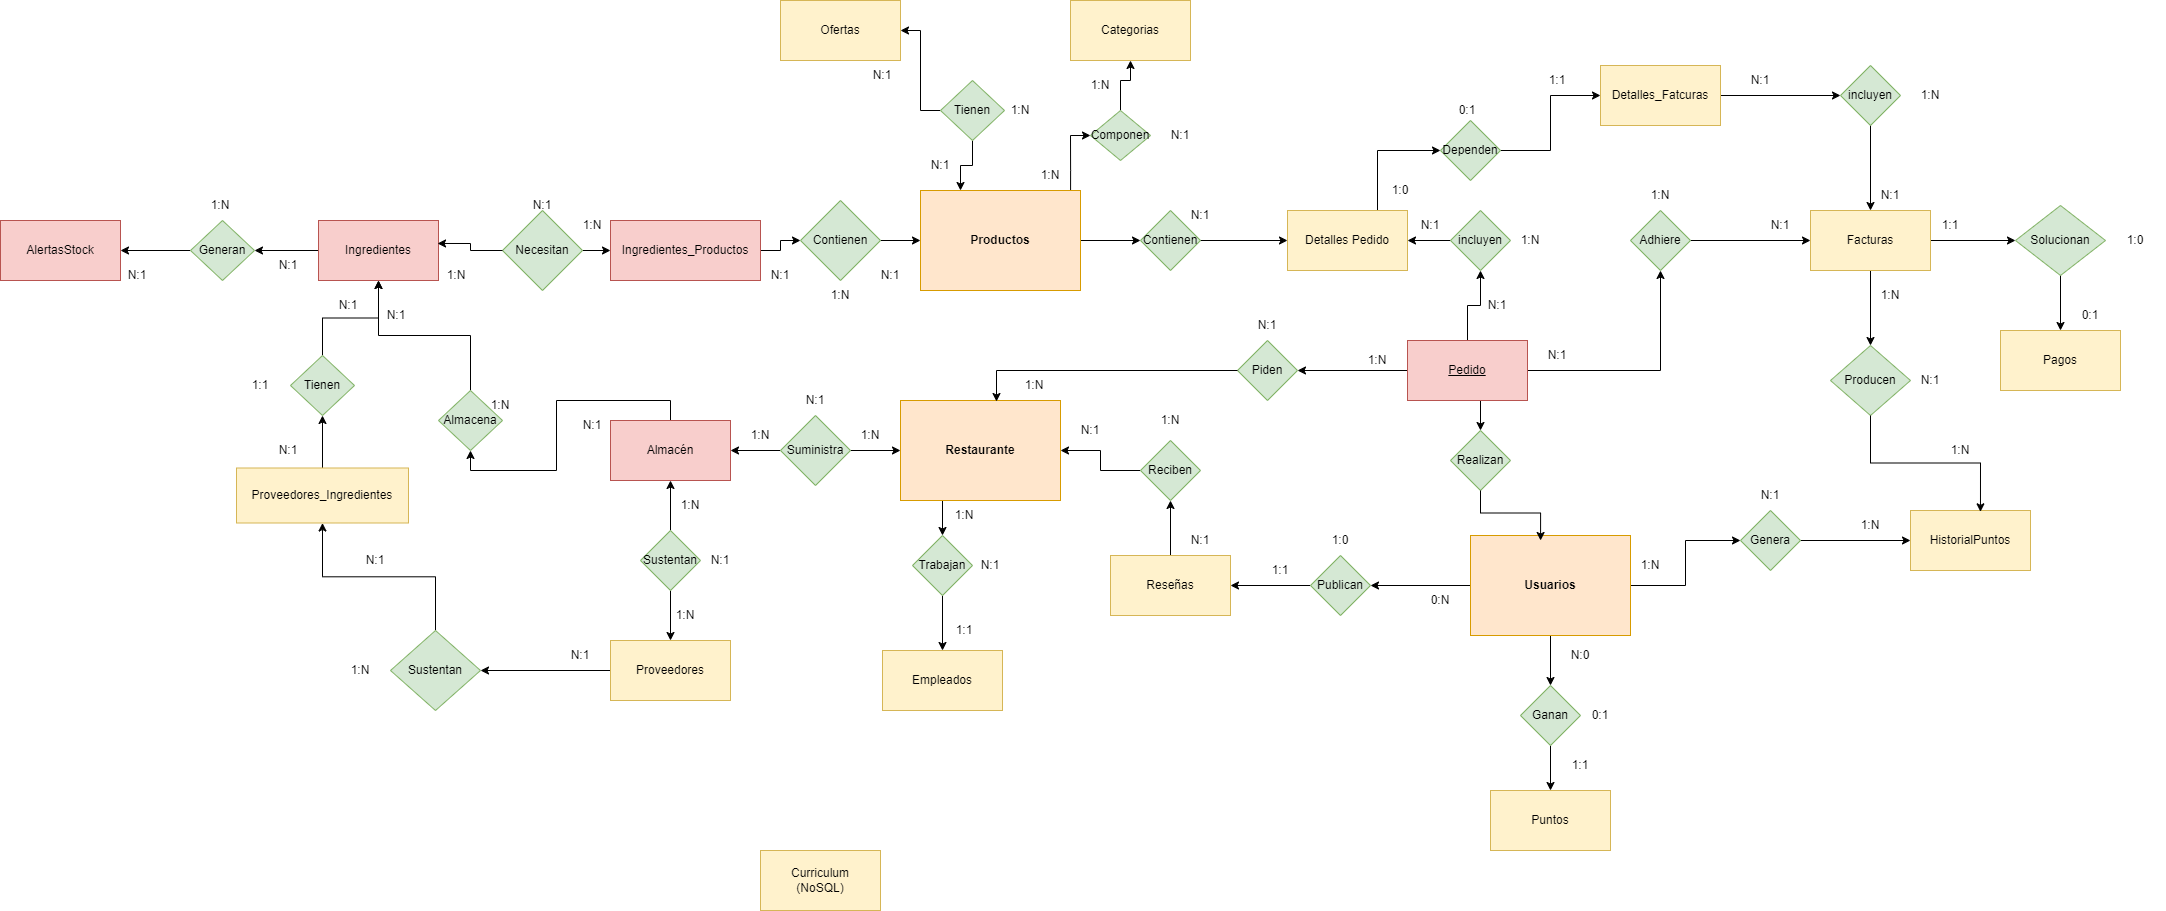 Ofertas
Categorias
N:1
1:N
1:1
N:1
Detalles_Fatcuras
incluyen
1:N
Tienen
1:N
0:1
Componen
N:1
Dependen
N:1
1:N
1:0
1:N
N:1
1:N
N:1
1:N
N:1
N:1
1:N
N:1
1:1
AlertasStock
Generan
Ingredientes
Necesitan
Ingredientes_Productos
Contienen
Productos
Contienen
Detalles Pedido
incluyen
1:N
Adhiere
Facturas
Solucionan
1:0
N:1
N:1
1:N
N:1
N:1
1:N
1:N
N:1
N:1
N:1
N:1
0:1
Tienen
1:1
Piden
1:N
Pedido
N:1
Pagos
1:N
Producen
N:1
Almacena
1:N
N:1
N:1
1:N
N:1
1:N
1:N
Almacén
Suministra
Restaurante
Reciben
Realizan
N:1
1:N
Proveedores_Ingredientes
1:N
1:N
N:1
N:1
1:N
HistorialPuntos
Genera
N:1
Sustentan
N:1
Trabajan
N:1
1:0
1:N
1:1
Reseñas
Publican
0:N
Usuarios
1:N
1:1
N:1
1:N
Sustentan
Proveedores
Empleados
N:0
Ganan
0:1
1:1
Puntos
Curriculum
(NoSQL)